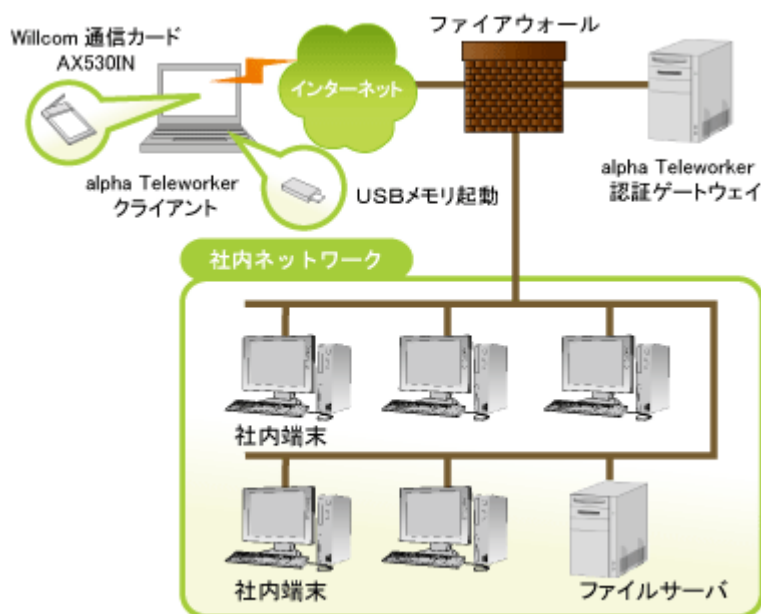 Willcom 通信カード
AX530IN
インターネット
ファイアウォール
alpha Teleworker
クライアント
USBメモリ起動
alpha Teleworker
認証ゲートウェイ
社内ネットワーク
社内端末
社内端末
ファイルサーバ